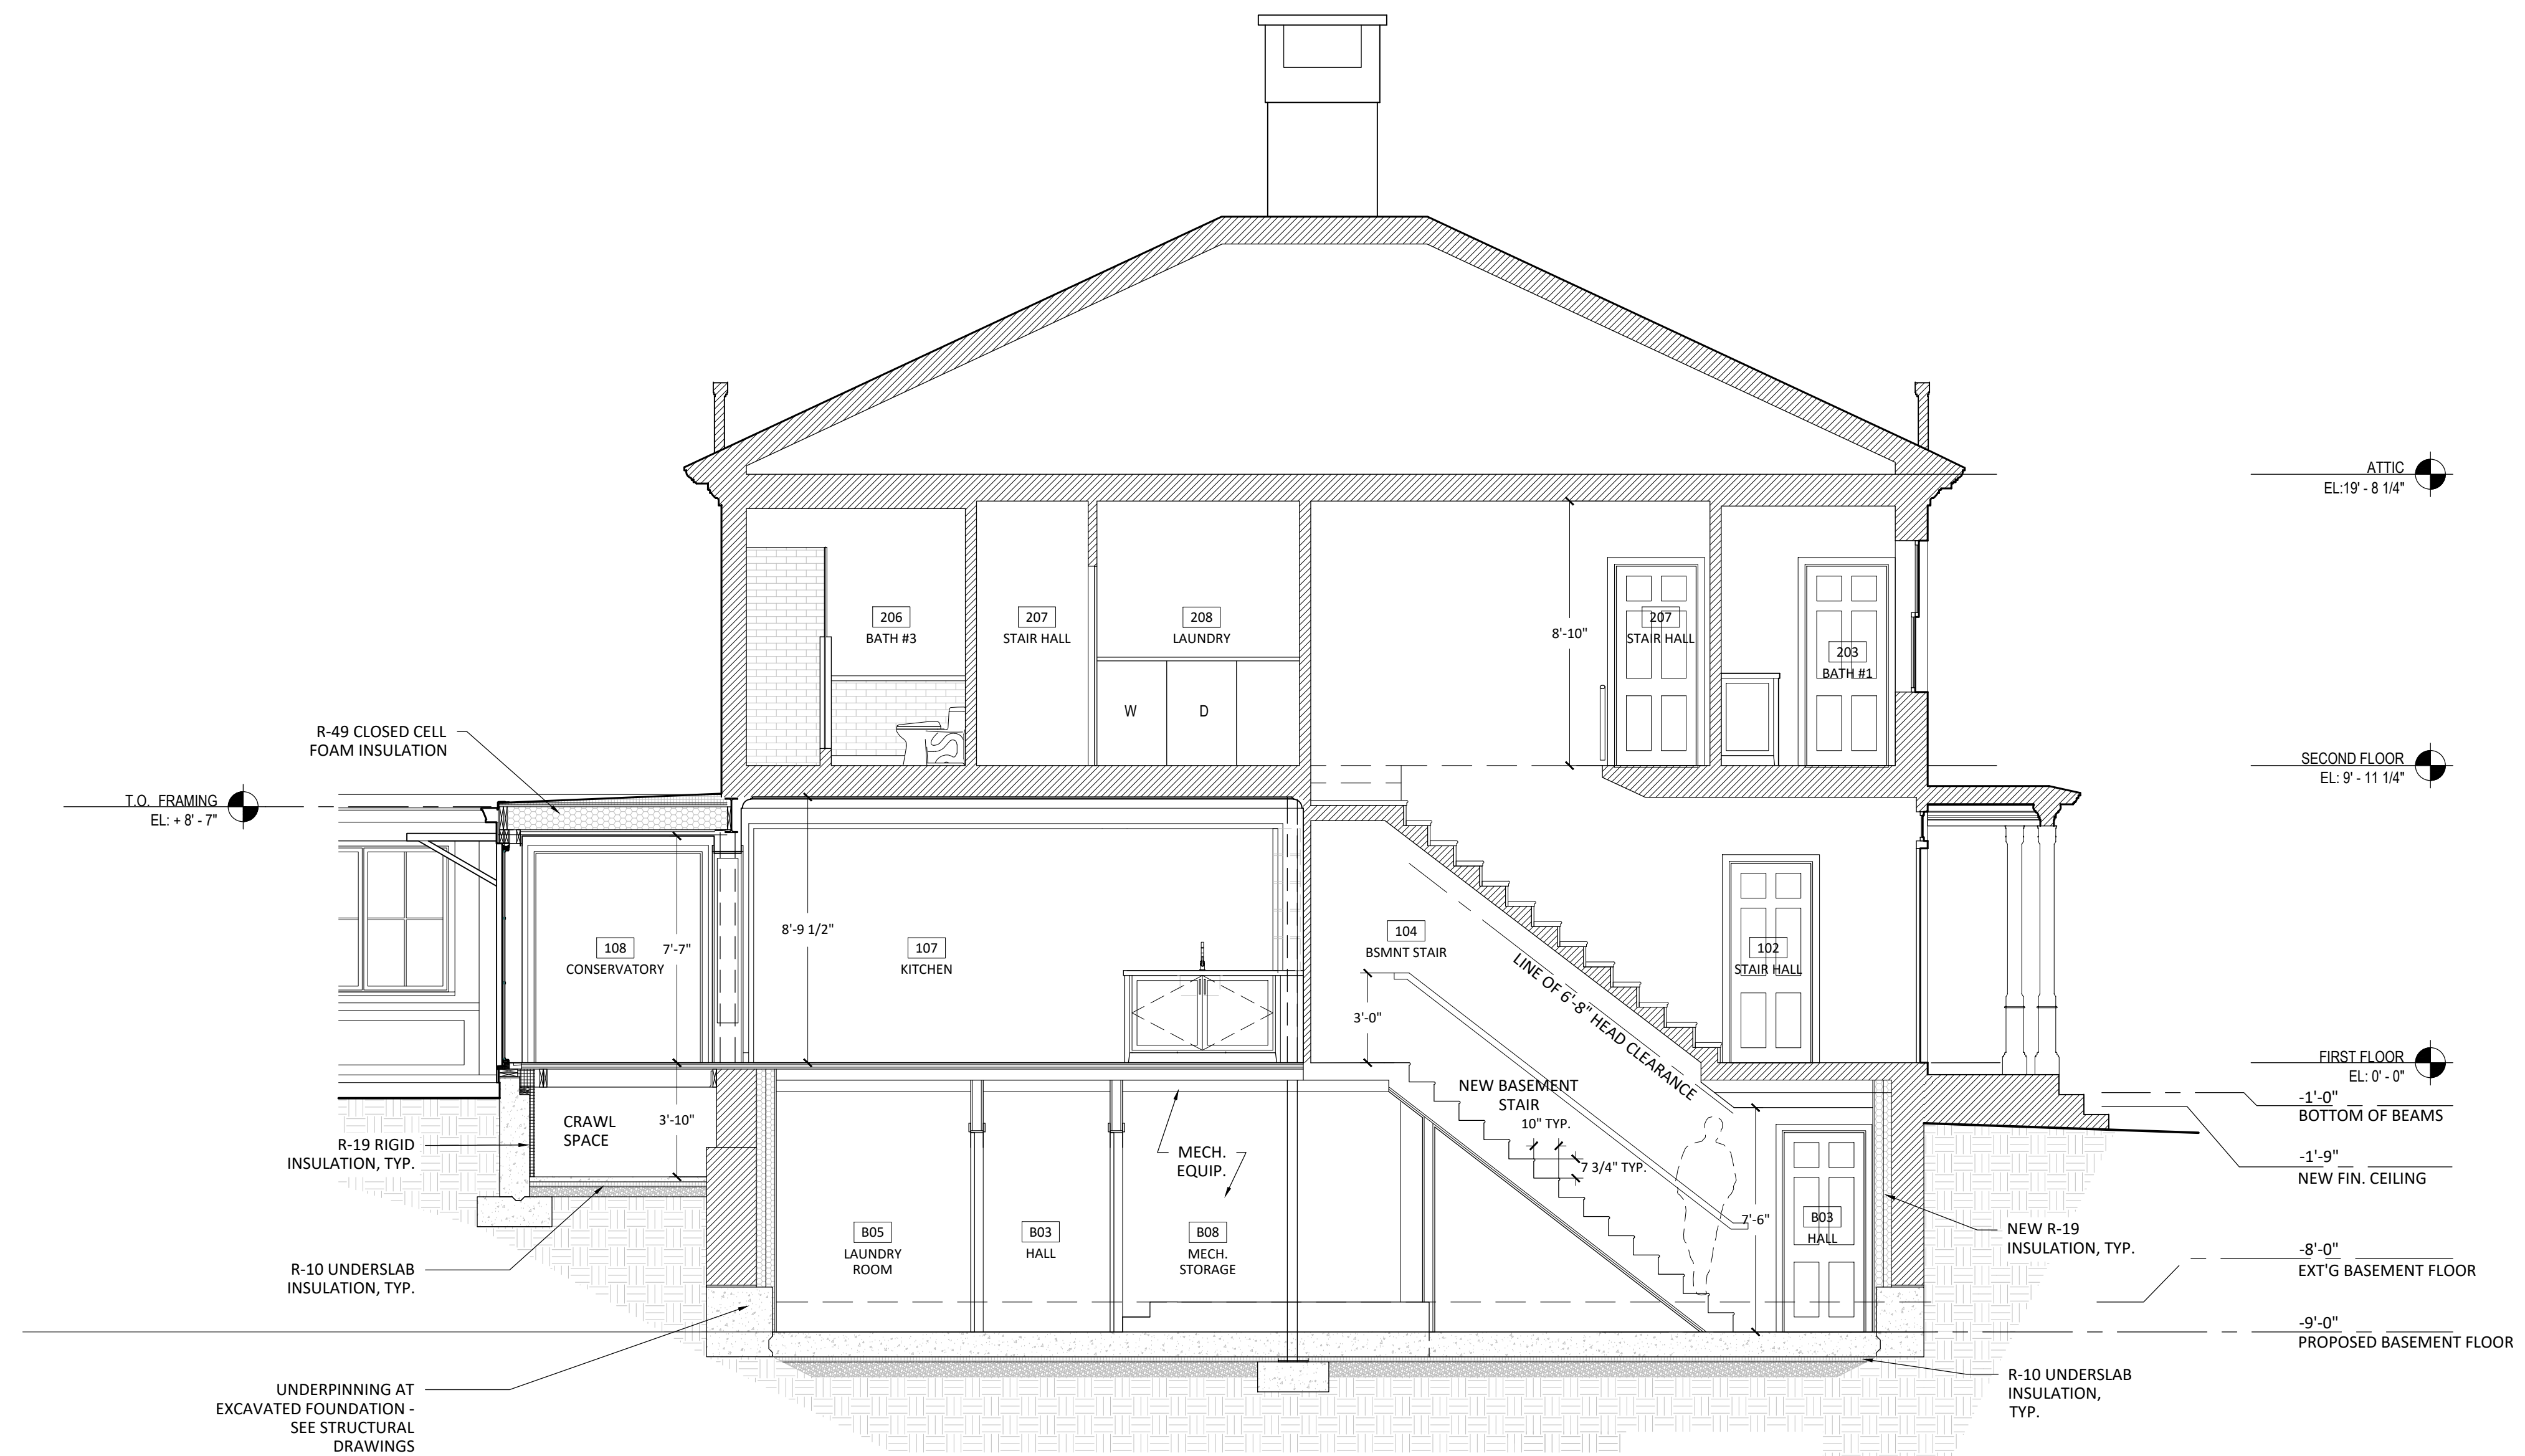 ATTIC
EL:19' - 8 1/4"
206
BATH #3
207
STAIR HALL
208
LAUNDRY
W
D
8'-10"
207
STAIR HALL
203
BATH #1
R-49 CLOSED CELL
FOAM INSULATION
SECOND FLOOR
EL: 9' - 11 1/4"
T.O. FRAMING
EL: + 8' - 7"
108
CONSERVATORY
7'-7"
8'-9 1/2"
107
KITCHEN
104
BSMNT STAIR
3'-0"
LINE OF 6'-8" HEAD CLEARANCE
102
STAIR HALL
FIRST FLOOR
EL: 0' - 0"
-1'-0"
BOTTOM OF BEAMS
-1'-9"
NEW FIN. CEILING
CRAWL
SPACE
3'-10"
R-19 RIGID
INSULATION, TYP.
NEW BASEMENT
STAIR
10" TYP.
7 3/4" TYP.
MECH.
EQUIP.
B05
LAUNDRY
ROOM
B03
HALL
B08
MECH.
STORAGE
7'-6"
B03
HALL
NEW R-19
INSULATION, TYP.
R-10 UNDERSLAB
INSULATION, TYP.
-8'-0"
EXT'G BASEMENT FLOOR
-9'-0"
PROPOSED BASEMENT FLOOR
UNDERPINNING AT
EXCAVATED FOUNDATION -
SEE STRUCTURAL
DRAWINGS
R-10 UNDERSLAB
INSULATION,
TYP.